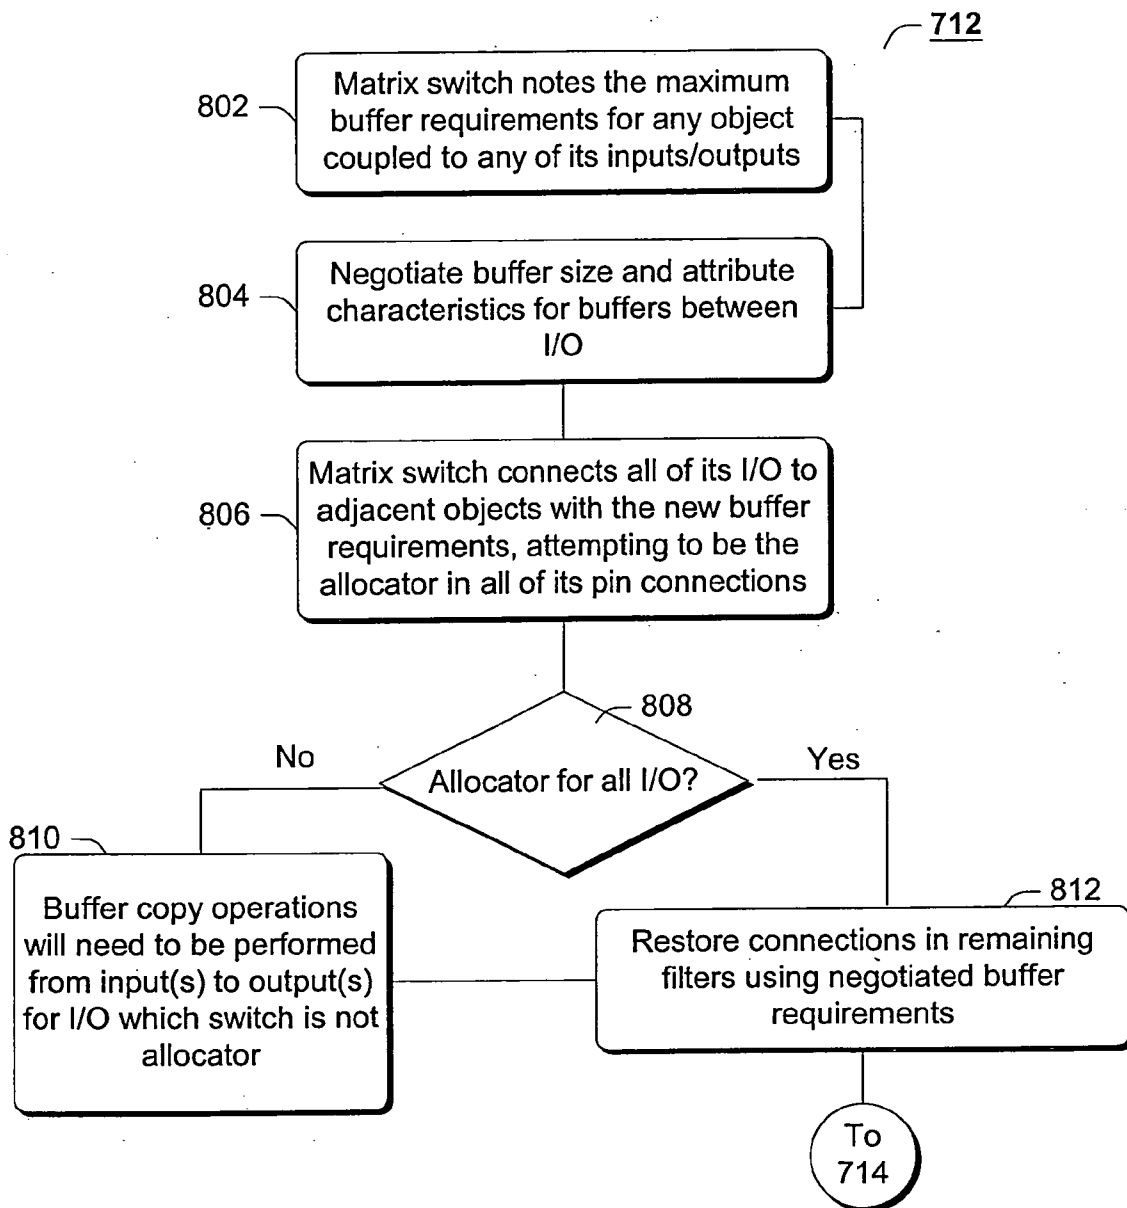 712
802
Matrix switch notes the maximum
buffer requirements for any object
coupled to any of its inputs/outputs
804
Negotiate buffer size and attribute
characteristics for buffers between
I/O
806
Matrix switch connects all of its I/O to
adjacent objects with the new buffer
requirements, attempting to be the
allocator in all of its pin connections
808
No
Allocator for all I/O?
Yes
810
Buffer copy operations
will need to be performed
from input(s) to output(s)
for I/O which switch is not
allocator
812
Restore connections in remaining
filters using negotiated buffer
requirements
To
714